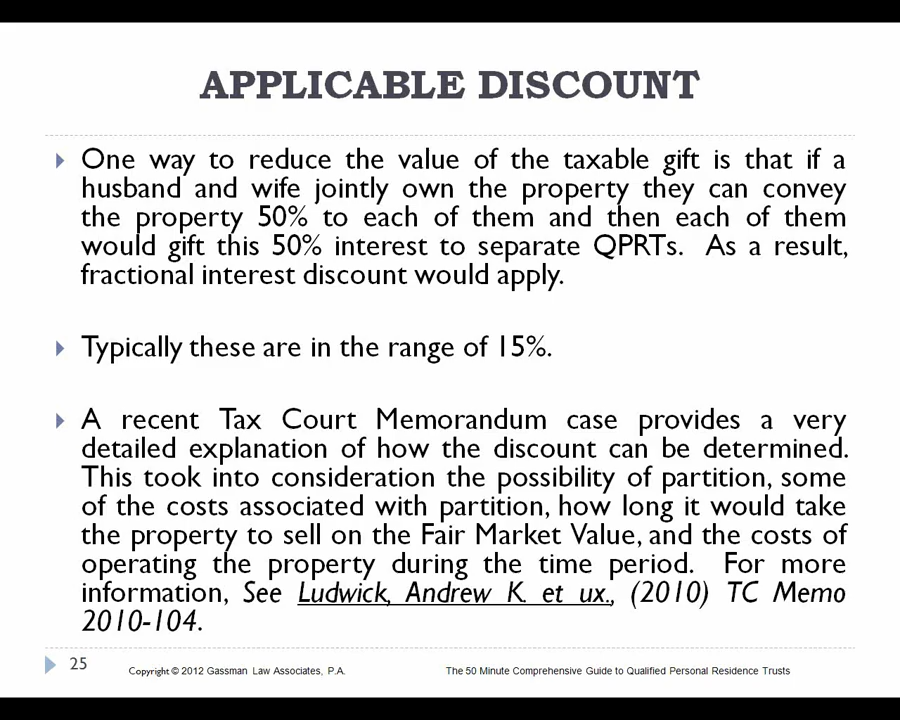 APPLICABLE DISCOUNT
One way to reduce the value of the taxable gift is that if a
husband and wife jointly own the property they can convey
the property 50% to each of them and then each of them
would gift this 50% interest to separate QPRTs. As a result,
fractional interest discount would apply.
Typically these are in the range of 15%.
A recent Tax Court Memorandum case provides a very
detailed explanation of how the discount can be determined.
This took into consideration the possibility of partition, some
of the costs associated with partition, how long it would take
the property to sell on the Fair Market Value, and the costs of
operating the property during the time period. For more
information, See Ludwick, Andrew K. et ux., (2010) TC Memo
2010-104.
25
Copyright © 2012 Gassman Law Associates, P.A.
The 50 Minute Comprehensive Guide to Qualified Personal Residence Trusts